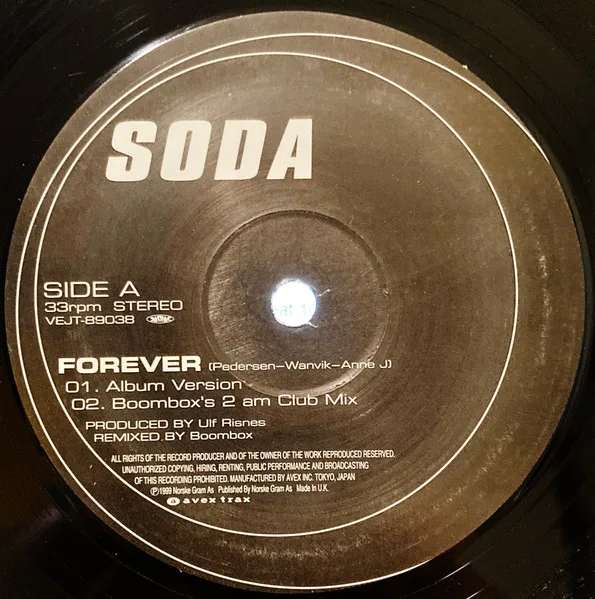 SODA
SIDE A
33rpm STEREO
VEJT-89038
FOREVER (Pedersen-Wanvik-Anne J)
01. Album Version
02. Boombox's 2 am Club Mix
PRODUCED BY Ulf Risnes
REMIXED BY Boombox
ALL RIGHTS OF THE RECORD PRODUCER AND OF THE OWNER OF THE WORK REPRODUCED RESERVED.
UNAUTHORIZED COPYING, HIRING, RENTING, PUBLIC PERFORMANCE AND BROADCASTING
OF THIS RECORDING PROHIBITED. MANUFACTURED BY AVEX INC. TOKYO, JAPAN
Ⓟ1999 Norske Gram As Published By Norske Gram As Made In U.K.
a avex trax